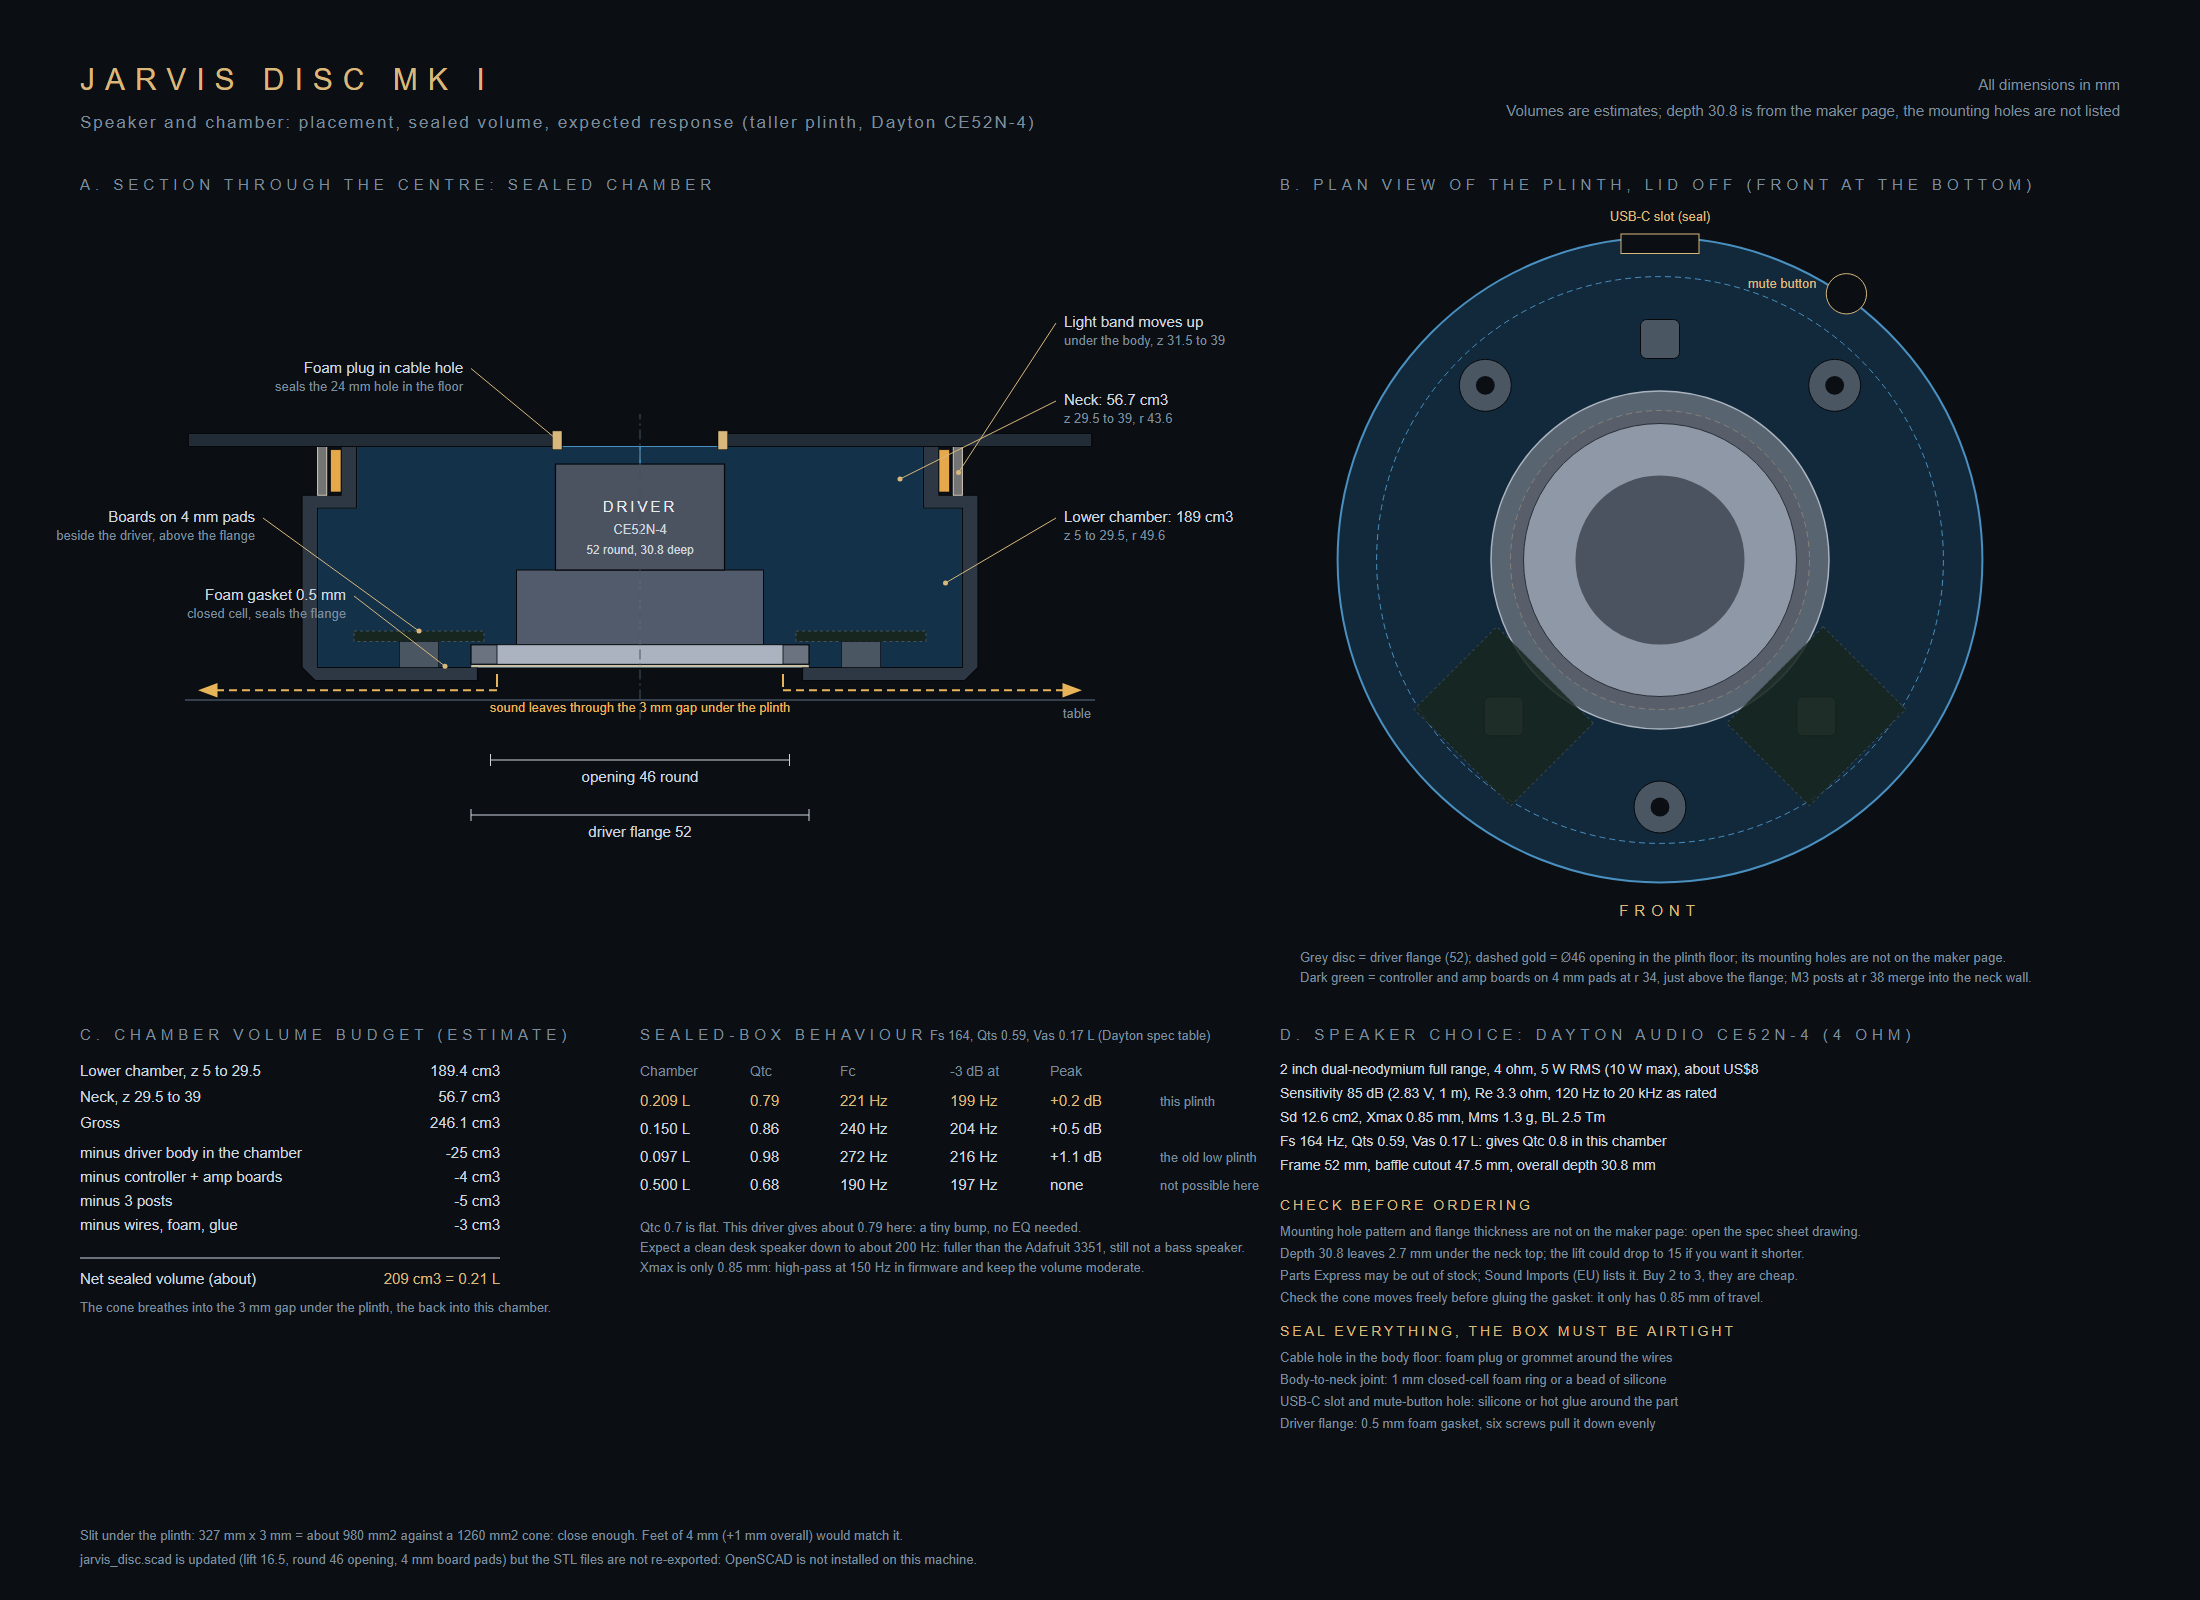 JARVIS DISC MK I
Speaker and chamber: placement, sealed volume, expected response (taller plinth, Dayton CE52N-4)
All dimensions in mm
Volumes are estimates; depth 30.8 is from the maker page, the mounting holes are not listed
A. SECTION THROUGH THE CENTRE: SEALED CHAMBER
Light band moves up
under the body, z 31.5 to 39
Foam plug in cable hole
seals the 24 mm hole in the floor
Neck: 56.7 cm3
z 29.5 to 39, r 43.6
DRIVER
CE52N-4
52 round, 30.8 deep
Boards on 4 mm pads
beside the driver, above the flange
Lower chamber: 189 cm3
z 5 to 29.5, r 49.6
Foam gasket 0.5 mm
closed cell, seals the flange
sound leaves through the 3 mm gap under the plinth
table
opening 46 round
driver flange 52
B. PLAN VIEW OF THE PLINTH, LID OFF (FRONT AT THE BOTTOM)
USB-C slot (seal)
mute button
FRONT
Grey disc = driver flange (52); dashed gold = Ø46 opening in the plinth floor; its mounting holes are not on the maker page.
Dark green = controller and amp boards on 4 mm pads at r 34, just above the flange; M3 posts at r 38 merge into the neck wall.
C. CHAMBER VOLUME BUDGET (ESTIMATE)
Lower chamber, z 5 to 29.5 189.4 cm3
Neck, z 29.5 to 39 56.7 cm3
Gross 246.1 cm3
minus driver body in the chamber -25 cm3
minus controller + amp boards -4 cm3
minus 3 posts -5 cm3
minus wires, foam, glue -3 cm3
Net sealed volume (about) 209 cm3 = 0.21 L
The cone breathes into the 3 mm gap under the plinth, the back into this chamber.
SEALED-BOX BEHAVIOUR Fs 164, Qts 0.59, Vas 0.17 L (Dayton spec table)
Chamber Qtc Fc -3 dB at Peak
0.209 L 0.79 221 Hz 199 Hz +0.2 dB this plinth
0.150 L 0.86 240 Hz 204 Hz +0.5 dB
0.097 L 0.98 272 Hz 216 Hz +1.1 dB the old low plinth
0.500 L 0.68 190 Hz 197 Hz none not possible here
Qtc 0.7 is flat. This driver gives about 0.79 here: a tiny bump, no EQ needed.
Expect a clean desk speaker down to about 200 Hz: fuller than the Adafruit 3351, still not a bass speaker.
Xmax is only 0.85 mm: high-pass at 150 Hz in firmware and keep the volume moderate.
D. SPEAKER CHOICE: DAYTON AUDIO CE52N-4 (4 OHM)
2 inch dual-neodymium full range, 4 ohm, 5 W RMS (10 W max), about US$8
Sensitivity 85 dB (2.83 V, 1 m), Re 3.3 ohm, 120 Hz to 20 kHz as rated
Sd 12.6 cm2, Xmax 0.85 mm, Mms 1.3 g, BL 2.5 Tm
Fs 164 Hz, Qts 0.59, Vas 0.17 L: gives Qtc 0.8 in this chamber
Frame 52 mm, baffle cutout 47.5 mm, overall depth 30.8 mm
CHECK BEFORE ORDERING
Mounting hole pattern and flange thickness are not on the maker page: open the spec sheet drawing.
Depth 30.8 leaves 2.7 mm under the neck top; the lift could drop to 15 if you want it shorter.
Parts Express may be out of stock; Sound Imports (EU) lists it. Buy 2 to 3, they are cheap.
Check the cone moves freely before gluing the gasket: it only has 0.85 mm of travel.
SEAL EVERYTHING, THE BOX MUST BE AIRTIGHT
Cable hole in the body floor: foam plug or grommet around the wires
Body-to-neck joint: 1 mm closed-cell foam ring or a bead of silicone
USB-C slot and mute-button hole: silicone or hot glue around the part
Driver flange: 0.5 mm foam gasket, six screws pull it down evenly
Slit under the plinth: 327 mm x 3 mm = about 980 mm2 against a 1260 mm2 cone: close enough. Feet of 4 mm (+1 mm overall) would match it.
jarvis_disc.scad is updated (lift 16.5, round 46 opening, 4 mm board pads) but the STL files are not re-exported: OpenSCAD is not installed on this machine.